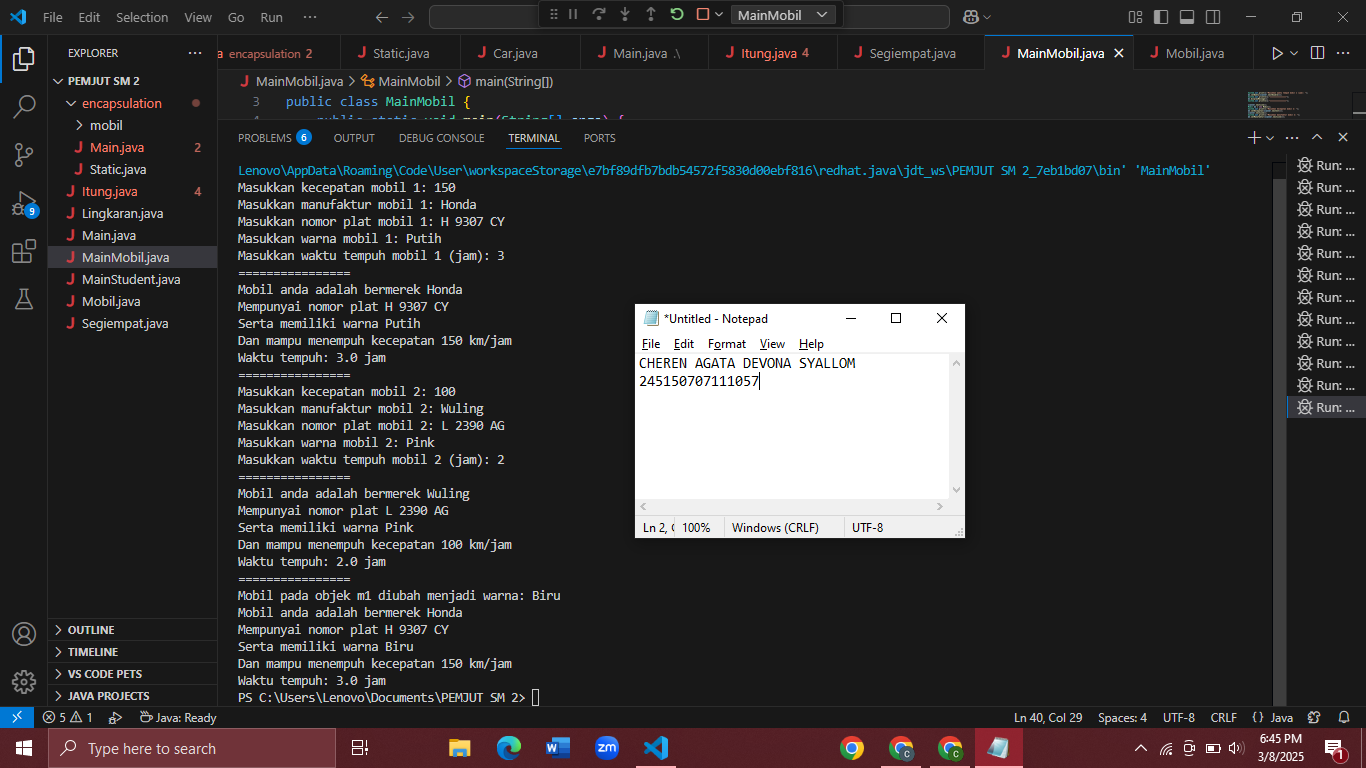 File Edit Selection View Go Run ··· MainMobil
EXPLORER ···
PEMJUT SM 2
encapsulation
mobil
Main.java 2
Static.java
Itung.java 4
Lingkaran.java
Main.java
MainMobil.java
MainStudent.java
Mobil.java
Segiempat.java
OUTLINE
TIMELINE
VS CODE PETS
JAVA PROJECTS
9
a encapsulation 2 Static.java Car.java Main.java .\ Itung.java 4 Segiempat.java MainMobil.java Mobil.java
MainMobil.java > MainMobil > main(String[])
3 public class MainMobil {
4 public static void main(String[] args) {
PROBLEMS 6 OUTPUT DEBUG CONSOLE TERMINAL PORTS
Lenovo\AppData\Roaming\Code\User\workspaceStorage\e7bf89dfb7bdb54572f5830d00ebf816\redhat.java\jdt_ws\PEMJUT SM 2_7eb1bd07\bin' 'MainMobil'
Masukkan kecepatan mobil 1: 150
Masukkan manufaktur mobil 1: Honda
Masukkan nomor plat mobil 1: H 9307 CY
Masukkan warna mobil 1: Putih
Masukkan waktu tempuh mobil 1 (jam): 3
================
Mobil anda adalah bermerek Honda
Mempunyai nomor plat H 9307 CY
Serta memiliki warna Putih
Dan mampu menempuh kecepatan 150 km/jam
Waktu tempuh: 3.0 jam
================
Masukkan kecepatan mobil 2: 100
Masukkan manufaktur mobil 2: Wuling
Masukkan nomor plat mobil 2: L 2390 AG
Masukkan warna mobil 2: Pink
Masukkan waktu tempuh mobil 2 (jam): 2
================
Mobil anda adalah bermerek Wuling
Mempunyai nomor plat L 2390 AG
Serta memiliki warna Pink
Dan mampu menempuh kecepatan 100 km/jam
Waktu tempuh: 2.0 jam
================
Mobil pada objek m1 diubah menjadi warna: Biru
Mobil anda adalah bermerek Honda
Mempunyai nomor plat H 9307 CY
Serta memiliki warna Biru
Dan mampu menempuh kecepatan 150 km/jam
Waktu tempuh: 3.0 jam
PS C:\Users\Lenovo\Documents\PEMJUT SM 2>
Run: ...
Run: ...
Run: ...
Run: ...
Run: ...
Run: ...
Run: ...
Run: ...
Run: ...
Run: ...
Run: ...
Run: ...
*Untitled - Notepad
File Edit Format View Help
CHEREN AGATA DEVONA SYALLOM
245150707111057
Ln 2, 100% Windows (CRLF) UTF-8
5 1 Java: Ready Ln 40, Col 29 Spaces: 4 UTF-8 CRLF {} Java
Type here to search
6:45 PM
3/8/2025
1